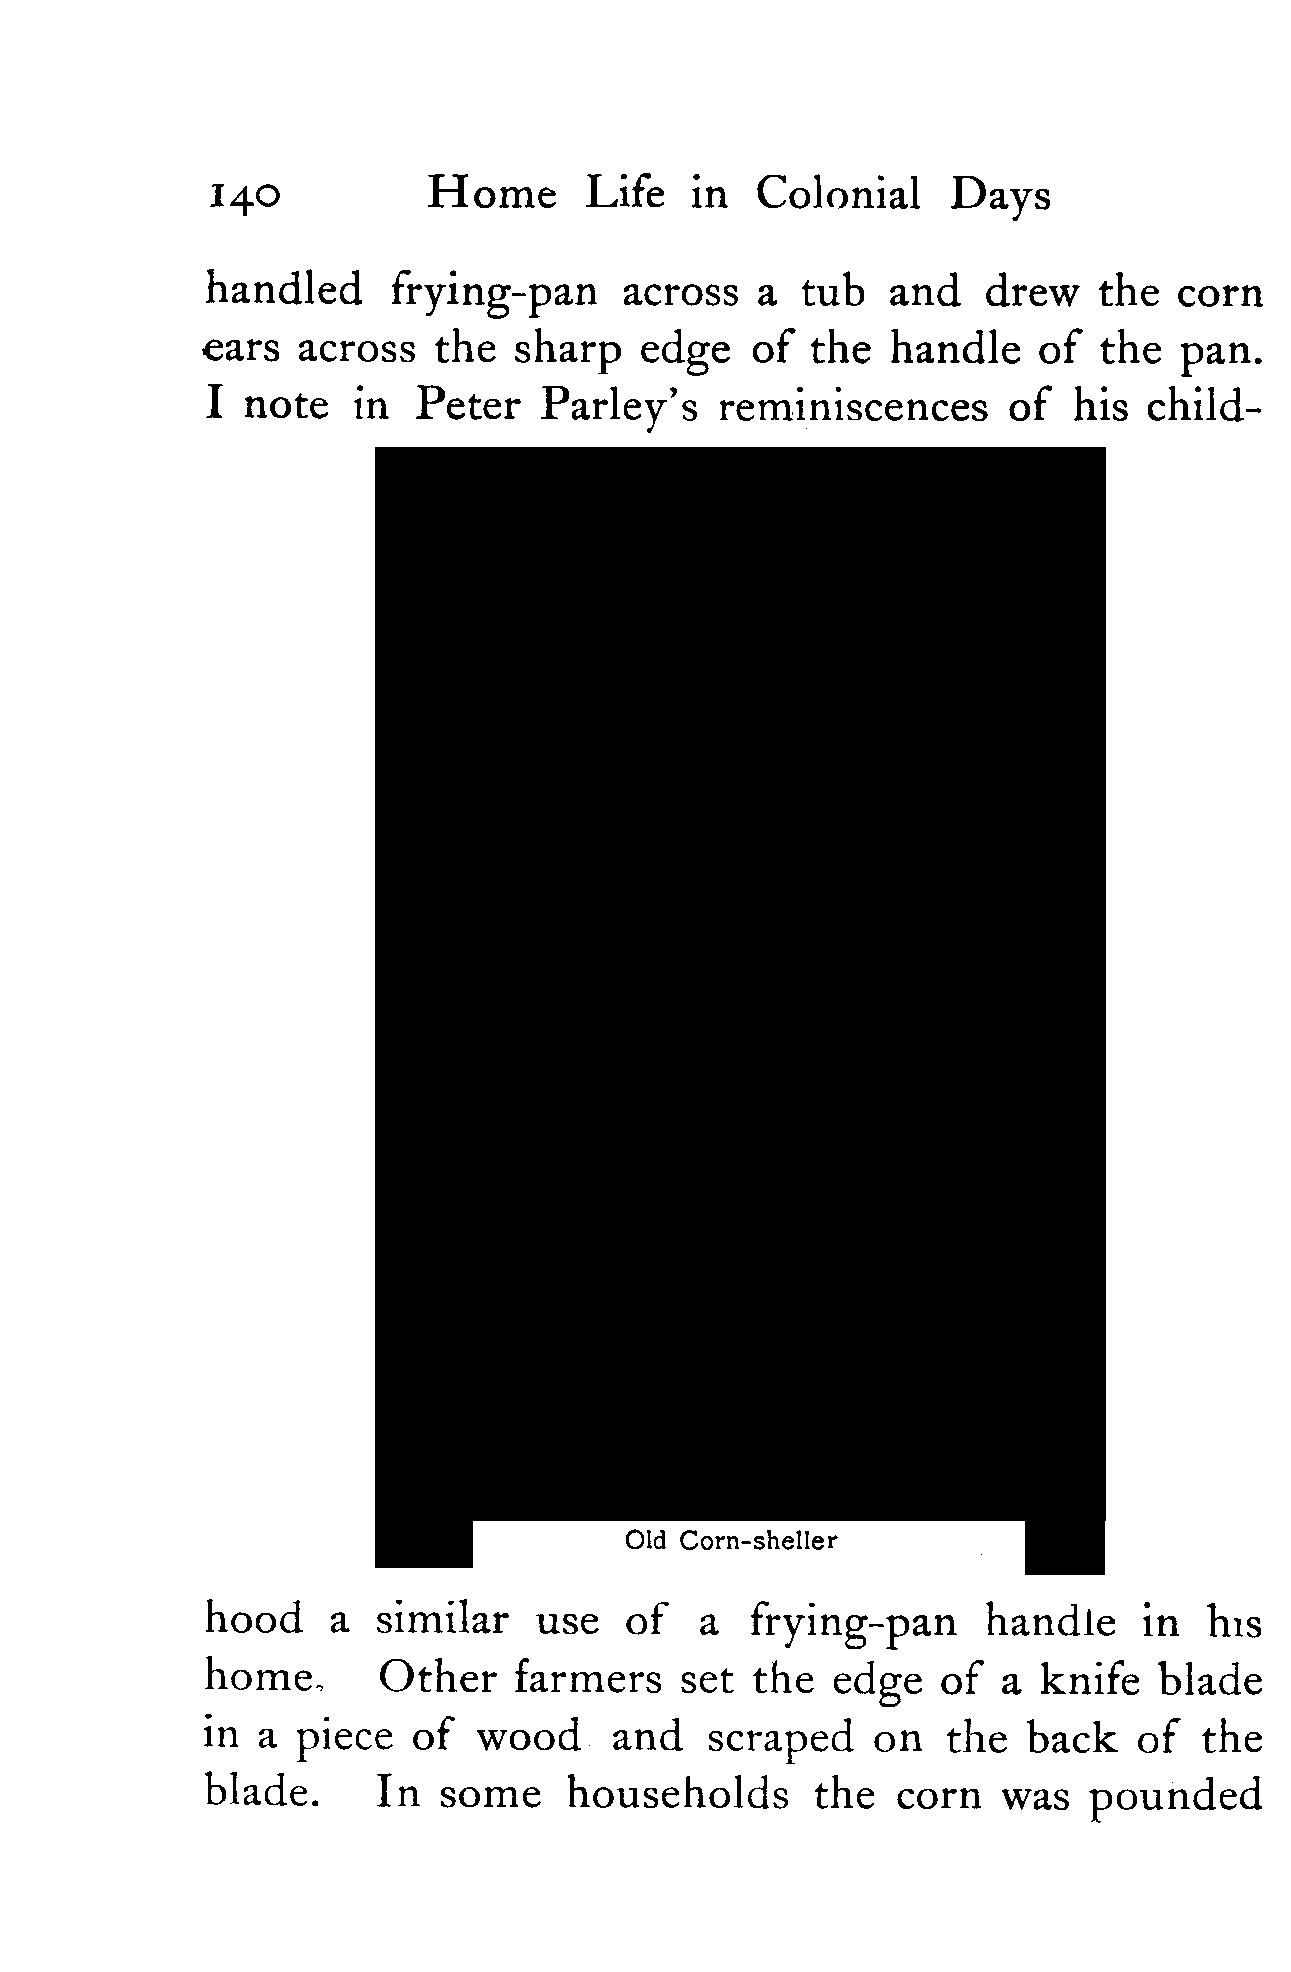 140 Home Life in Colonial Days
handled frying-pan across a tub and drew the corn
ears across the sharp edge of the handle of the pan.
I note in Peter Parley's reminiscences of his child-
Old Corn-sheller
hood a similar use of a frying-pan handle in his
home. Other farmers set the edge of a knife blade
in a piece of wood and scraped on the back of the
blade. In some households the corn was pounded